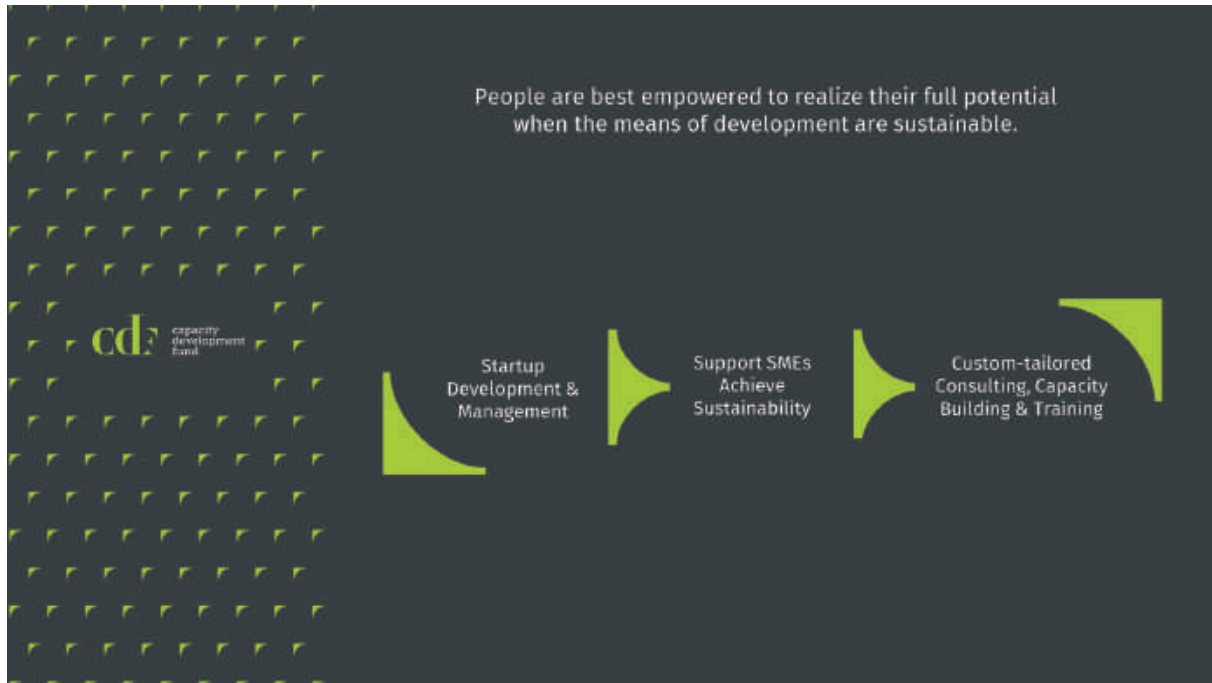 People are best empowered to realize their full potential
when the means of development are sustainable.
cdf
capacity
development
fund
Startup
Development &
Management
Support SMEs
Achieve
Sustainability
Custom-tailored
Consulting, Capacity
Building & Training